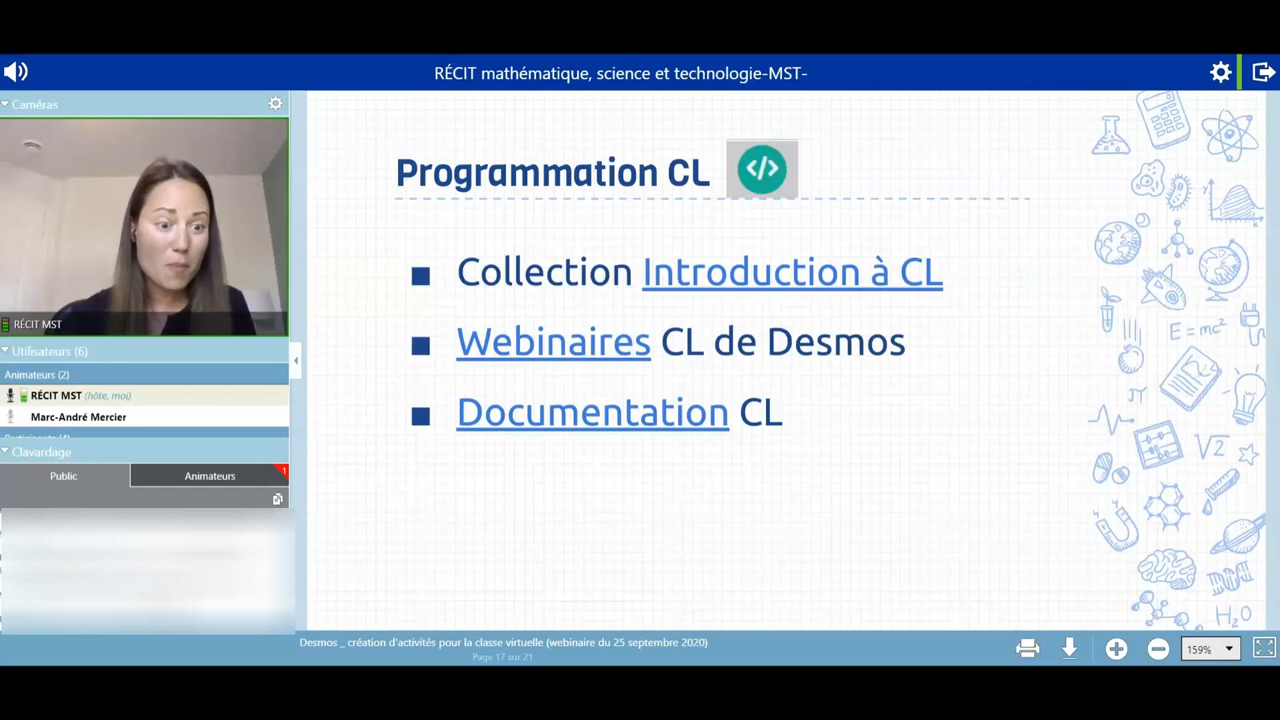 RÉCIT mathématique, science et technologie-MST-
Caméras
RÉCIT MST
Utilisateurs (6)
Animateurs (2)
RÉCIT MST (hôte, moi)
Marc-André Mercier
Clavardage
Public
Animateurs
1
Programmation CL </>
Collection Introduction à CL
Webinaires CL de Desmos
Documentation CL
E=mc²
π
√2
H₂O
Desmos _ création d'activités pour la classe virtuelle (webinaire du 25 septembre 2020)
Page 17 sur 21
159%